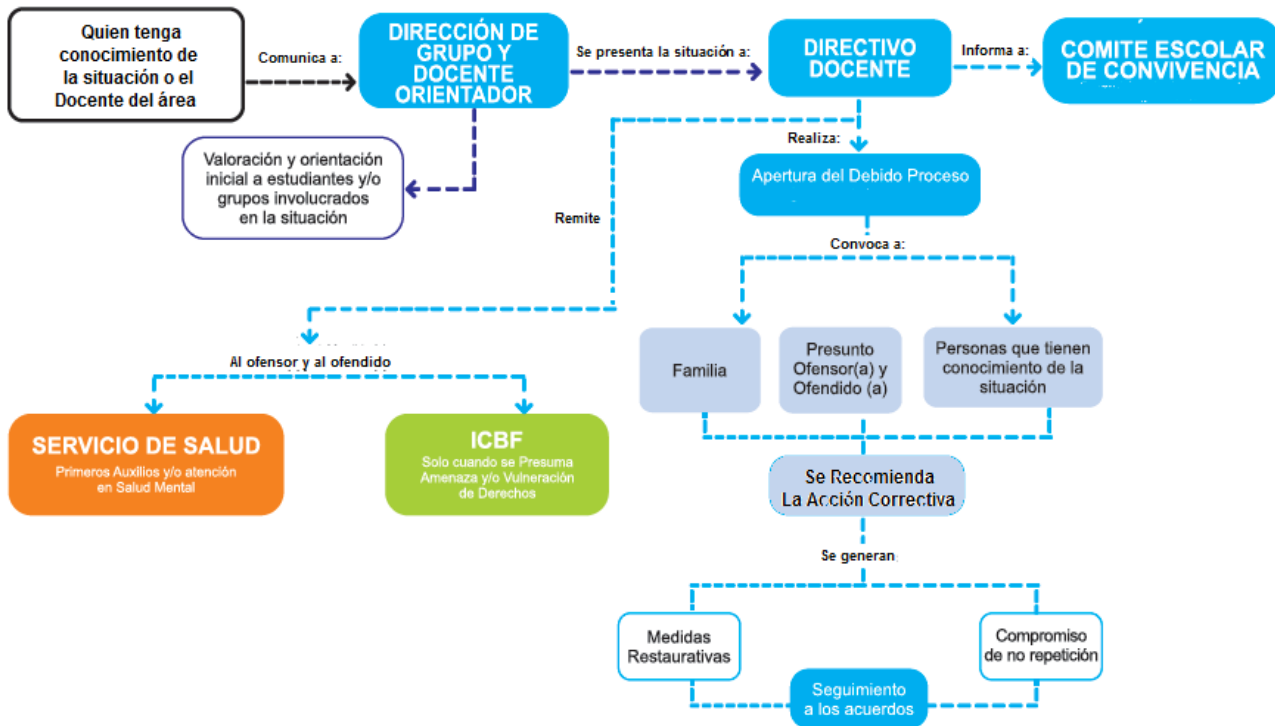 Quien tenga
conocimiento de
la situación o el
Docente del área
Comunica a:
DIRECCIÓN DE
GRUPO Y
DOCENTE
ORIENTADOR
Se presenta la situación a:
DIRECTIVO
DOCENTE
Informa a:
COMITE ESCOLAR
DE CONVIVENCIA
Valoración y orientación
inicial a estudiantes y/o
grupos involucrados
en la situación
Realiza:
Apertura del Debido Proceso
Remite
Convoca a:
Familia
Presunto
Ofensor(a) y
Ofendido (a)
Personas que tienen
conocimiento de la
situación
Al ofensor y al ofendido
SERVICIO DE SALUD
Primeros Auxilios y/o atención
en Salud Mental
ICBF
Solo cuando se Presuma
Amenaza y/o Vulneración
de Derechos
Se Recomienda
La Acción Correctiva
Se generan
Medidas
Restaurativas
Compromiso
de no repetición
Seguimiento
a los acuerdos